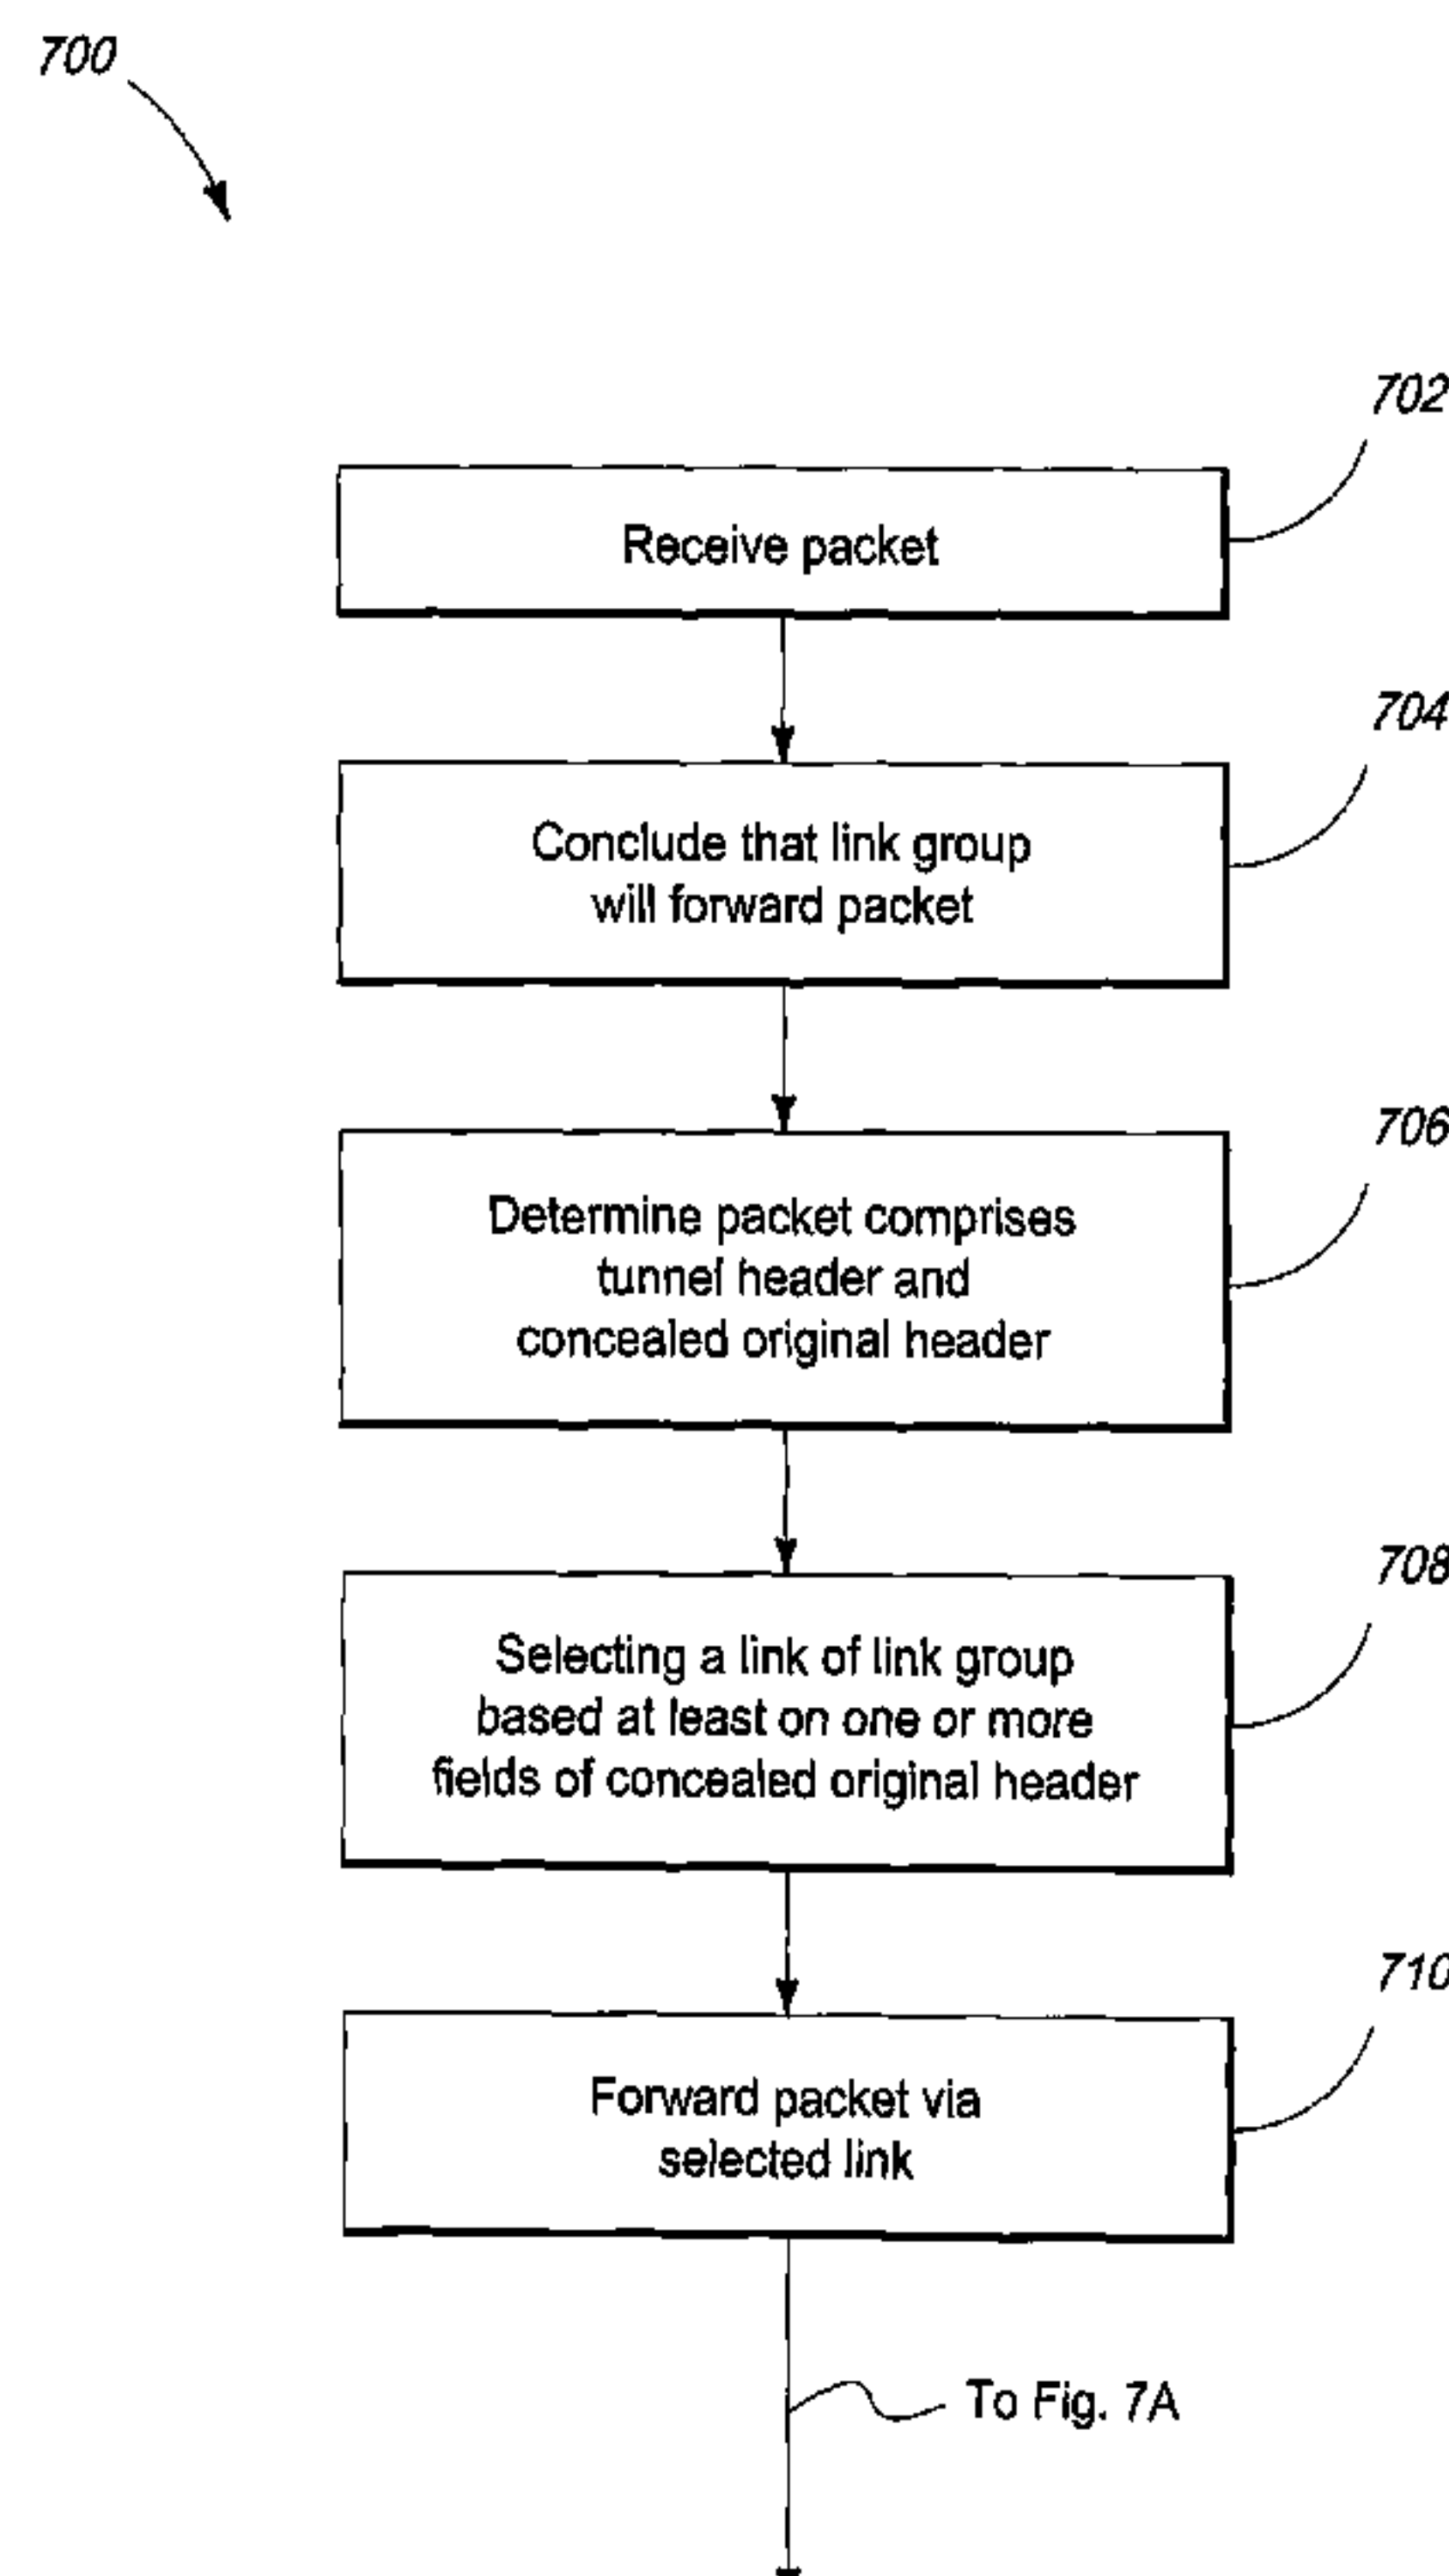 700
702
Receive packet
704
Conclude that link group
will forward packet
706
Determine packet comprises
tunnel header and
concealed original header
708
Selecting a link of link group
based at least on one or more
fields of concealed original header
710
Forward packet via
selected link
To Fig. 7A